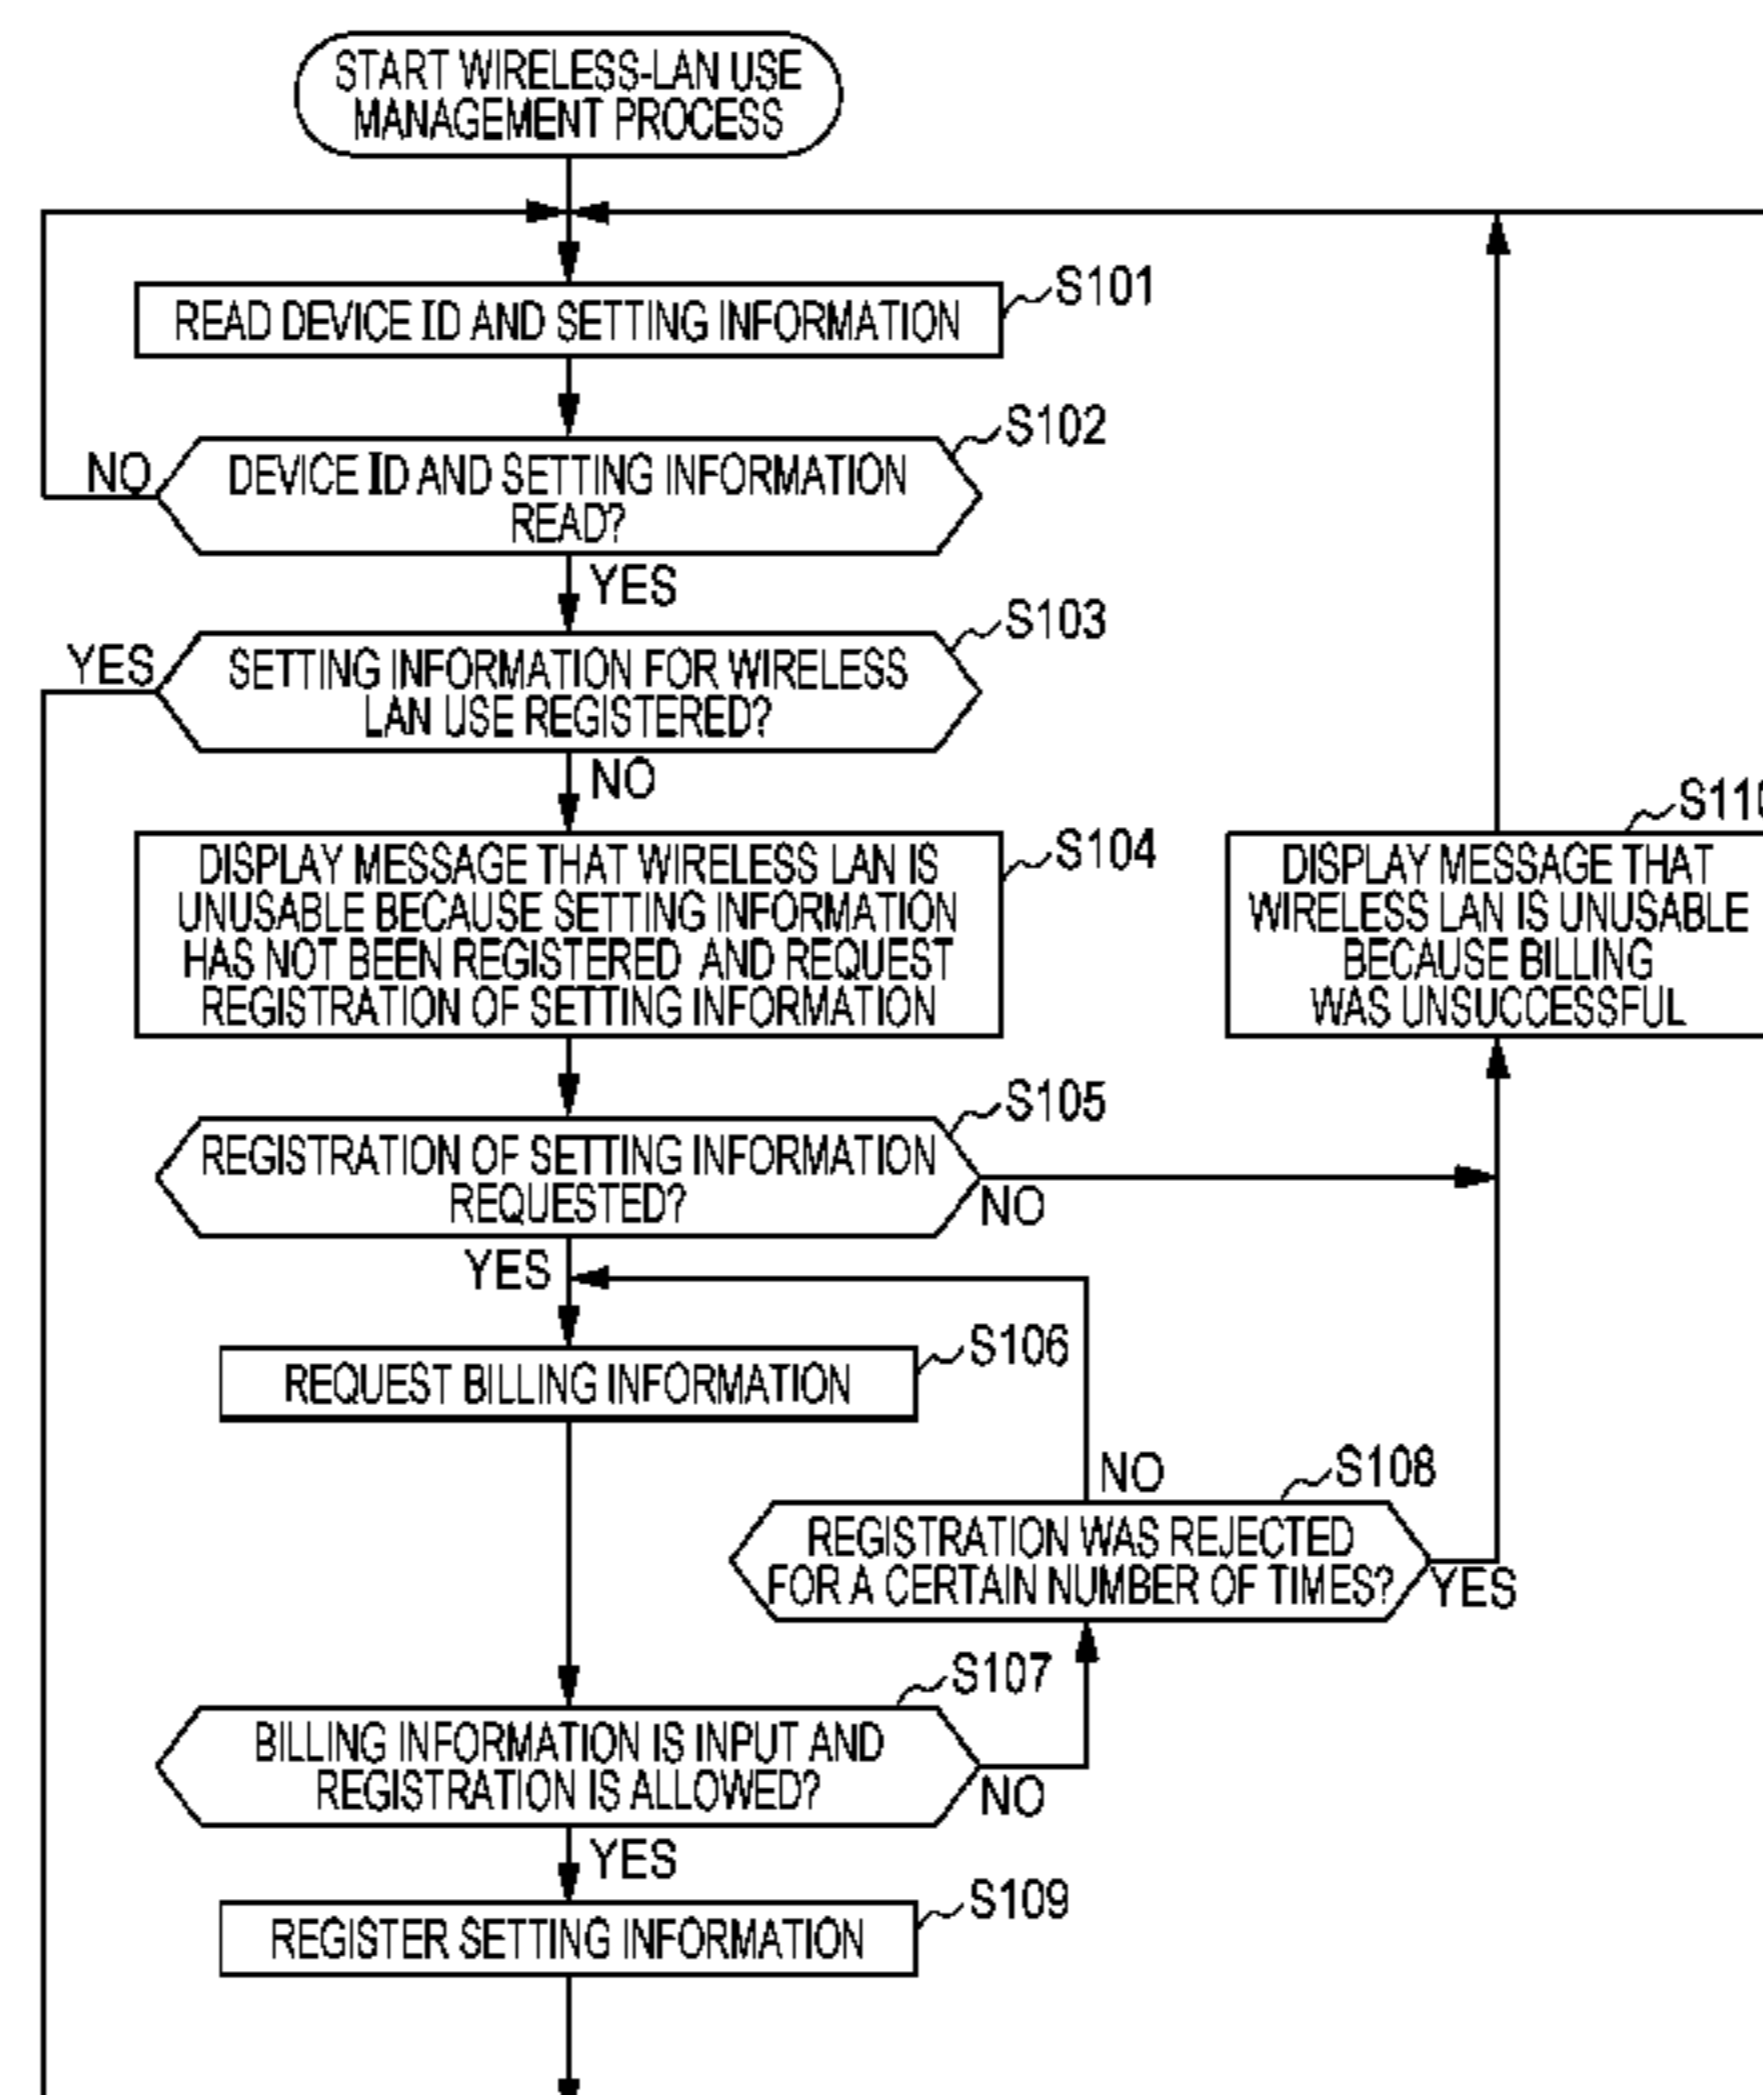 START WIRELESS-LAN USE
MANAGEMENT PROCESS
S101
READ DEVICE ID AND SETTING INFORMATION
S102
NO
DEVICE ID AND SETTING INFORMATION
READ?
YES
S103
YES
SETTING INFORMATION FOR WIRELESS
LAN USE REGISTERED?
NO
S104
DISPLAY MESSAGE THAT WIRELESS LAN IS
UNUSABLE BECAUSE SETTING INFORMATION
HAS NOT BEEN REGISTERED AND REQUEST
REGISTRATION OF SETTING INFORMATION
S110
DISPLAY MESSAGE THAT
WIRELESS LAN IS UNUSABLE
BECAUSE BILLING
WAS UNSUCCESSFUL
S105
REGISTRATION OF SETTING INFORMATION
REQUESTED?
NO
YES
S106
REQUEST BILLING INFORMATION
NO
S108
REGISTRATION WAS REJECTED
FOR A CERTAIN NUMBER OF TIMES?
YES
S107
BILLING INFORMATION IS INPUT AND
REGISTRATION IS ALLOWED?
NO
YES
S109
REGISTER SETTING INFORMATION